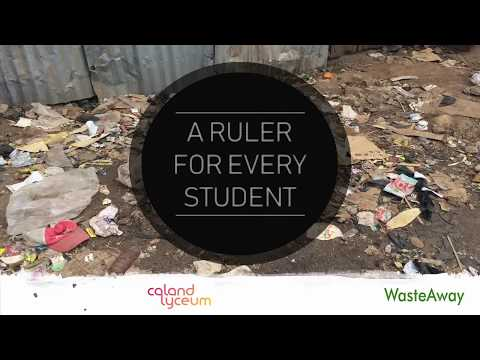 A RULER
FOR EVERY
STUDENT
caland
lyceum
WasteAway